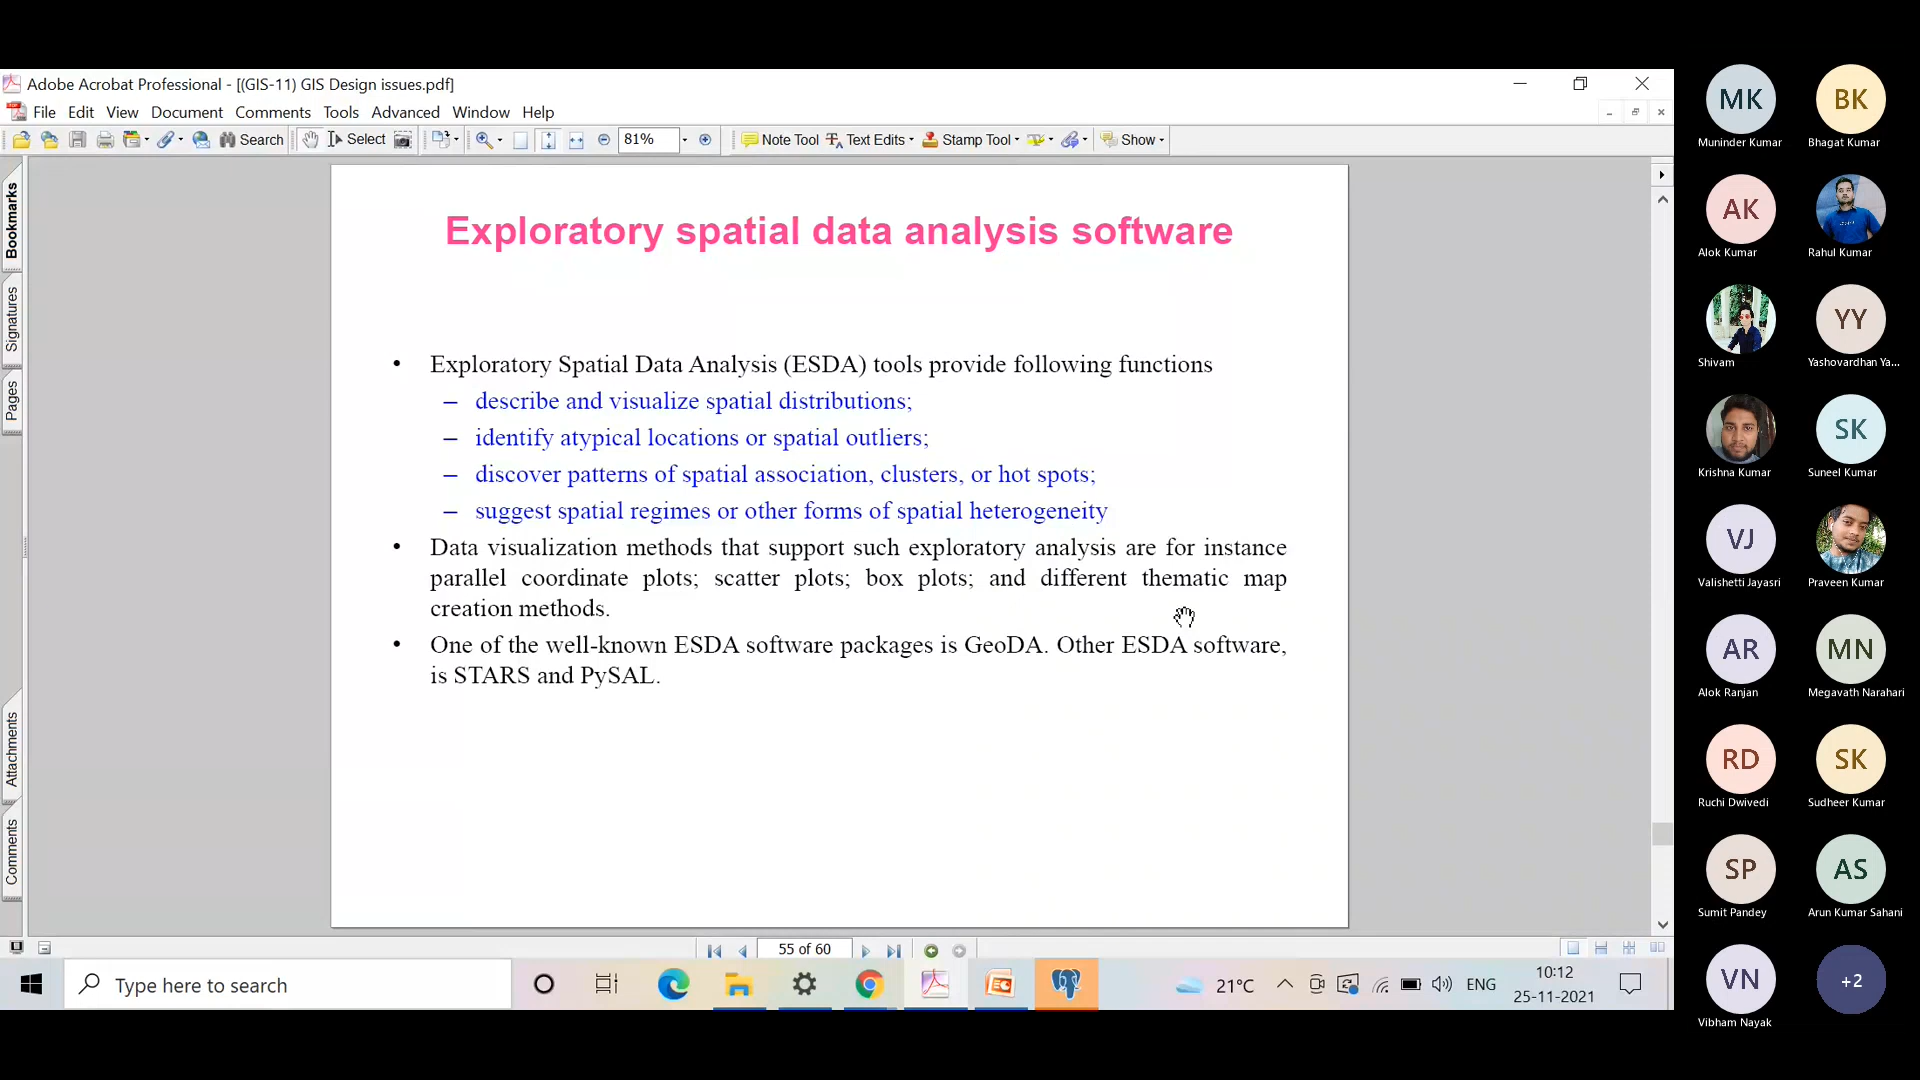 Adobe Acrobat Professional - [(GIS-11) GIS Design issues.pdf]
File Edit View Document Comments Tools Advanced Window Help
Search Select 81% Note Tool Text Edits Stamp Tool Show
Bookmarks
Signatures
Pages
Attachments
Comments
Exploratory spatial data analysis software
• Exploratory Spatial Data Analysis (ESDA) tools provide following functions
– describe and visualize spatial distributions;
– identify atypical locations or spatial outliers;
– discover patterns of spatial association, clusters, or hot spots;
– suggest spatial regimes or other forms of spatial heterogeneity
• Data visualization methods that support such exploratory analysis are for instance
parallel coordinate plots; scatter plots; box plots; and different thematic map
creation methods.
• One of the well-known ESDA software packages is GeoDA. Other ESDA software,
is STARS and PySAL.
55 of 60
Type here to search
21°C
ENG
10:12
25-11-2021
MK BK
Muninder Kumar Bhagat Kumar
AK
Alok Kumar Rahul Kumar
YY
Shivam Yashovardhan Ya...
SK
Krishna Kumar Suneel Kumar
VJ
Valishetti Jayasri Praveen Kumar
AR MN
Alok Ranjan Megavath Narahari
RD SK
Ruchi Dwivedi Sudheer Kumar
SP AS
Sumit Pandey Arun Kumar Sahani
VN +2
Vibham Nayak